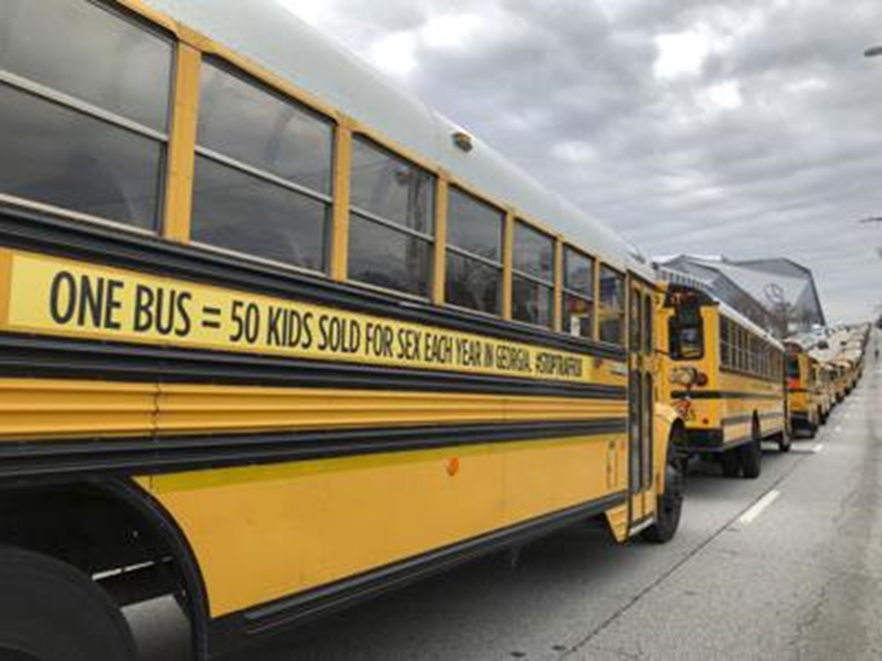 ONE BUS = 50 KIDS SOLD FOR SEX EACH YEAR IN GEORGIA. #STOPTRAFFICK